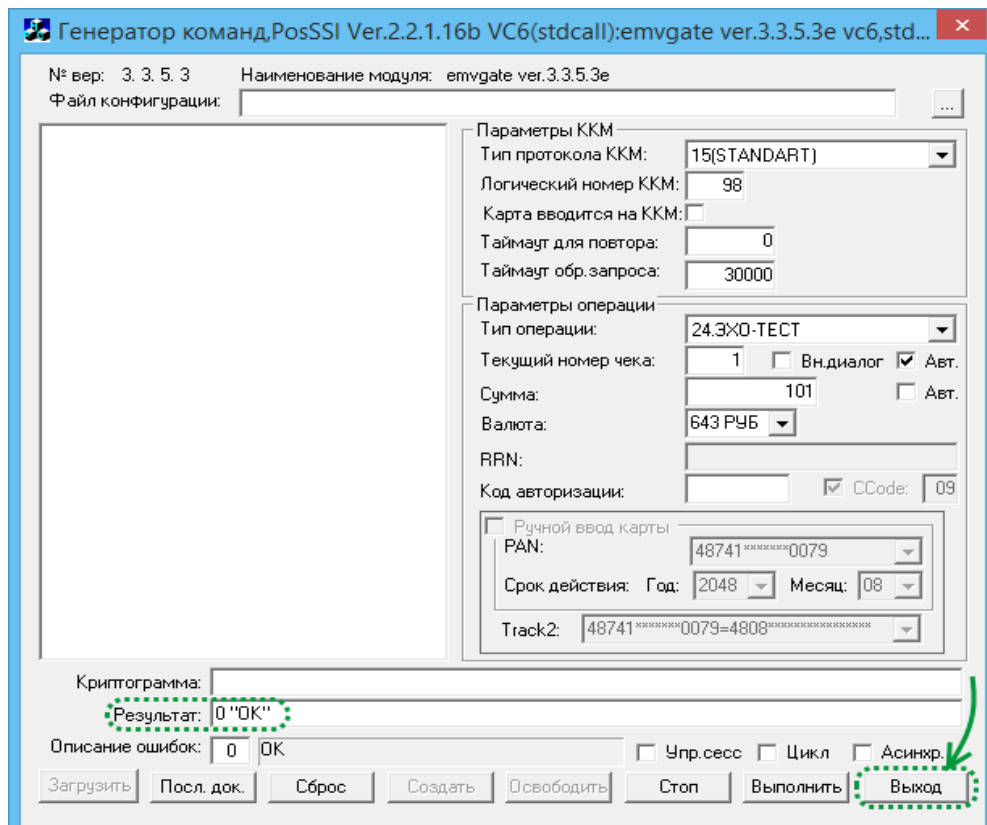 Генератор команд,PosSSI Ver.2.2.1.16b VC6(stdcall):emvgate ver.3.3.5.3e vc6,std...
№ вер: 3. 3. 5. 3 Наименование модуля: emvgate ver.3.3.5.3e
Файл конфигурации: ...
Параметры ККМ
Тип протокола ККМ: 15(STANDART)
Логический номер ККМ: 98
Карта вводится на ККМ:
Таймаут для повтора: 0
Таймаут обр.запроса: 30000
Параметры операции
Тип операции: 24.ЭХО-ТЕСТ
Текущий номер чека: 1 Вн.диалог Авт.
Сумма: 101 Авт.
Валюта: 643 РУБ
RRN:
Код авторизации: CCode: 09
Ручной ввод карты
PAN: 48741*******0079
Срок действия: Год: 2048 Месяц: 08
Track2: 48741*******0079=4808****************
Криптограмма:
Результат: 0 "OK"
Описание ошибок: 0 OK Упр.сесс Цикл Асинхр.
Загрузить Посл. док. Сброс Создать Освободить Стоп Выполнить Выход